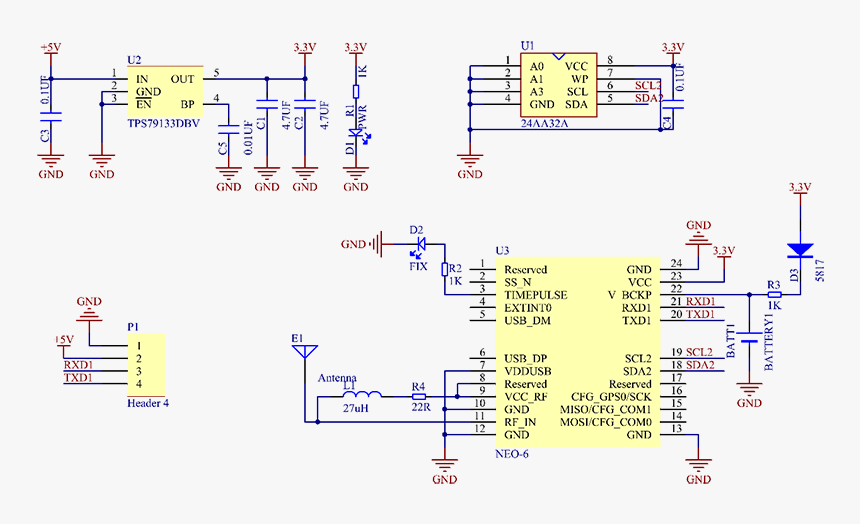 +5V
0.1UF
C3
GND
U2
1 IN OUT 5
2 GND
3 EN BP 4
TPS79133DBV
GND
C5
0.01UF
GND
C1
4.7UF
GND
3.3V
C2
4.7UF
GND
3.3V
1K
R1
PWR
D1
GND
U1
1 A0 VCC 8
2 A1 WP 7
3 A3 SCL 6 SCL2
4 GND SDA 5 SDA2
24AA32A
GND
3.3V
0.1UF
C4
GND
D2
FIX
R2
1K
U3
1 Reserved GND 24
2 SS_N VCC 23
3 TIMEPULSE V_BCKP 22
4 EXTINT0 RXD1 21 RXD1
5 USB_DM TXD1 20 TXD1
6 USB_DP SCL2 19 SCL2
7 VDDUSB SDA2 18 SDA2
8 Reserved Reserved 17
9 VCC_RF CFG_GPS0/SCK 16
10 GND MISO/CFG_COM1 15
11 RF_IN MOSI/CFG_COM0 14
12 GND GND 13
NEO-6
GND
3.3V
3.3V
D3
5817
R3
1K
BATT1
BATTERY1
GND
GND
GND
E1
Antenna
L1
27uH
R4
22R
GND
P1
+5V
1
2
RXD1 3
TXD1 4
Header 4